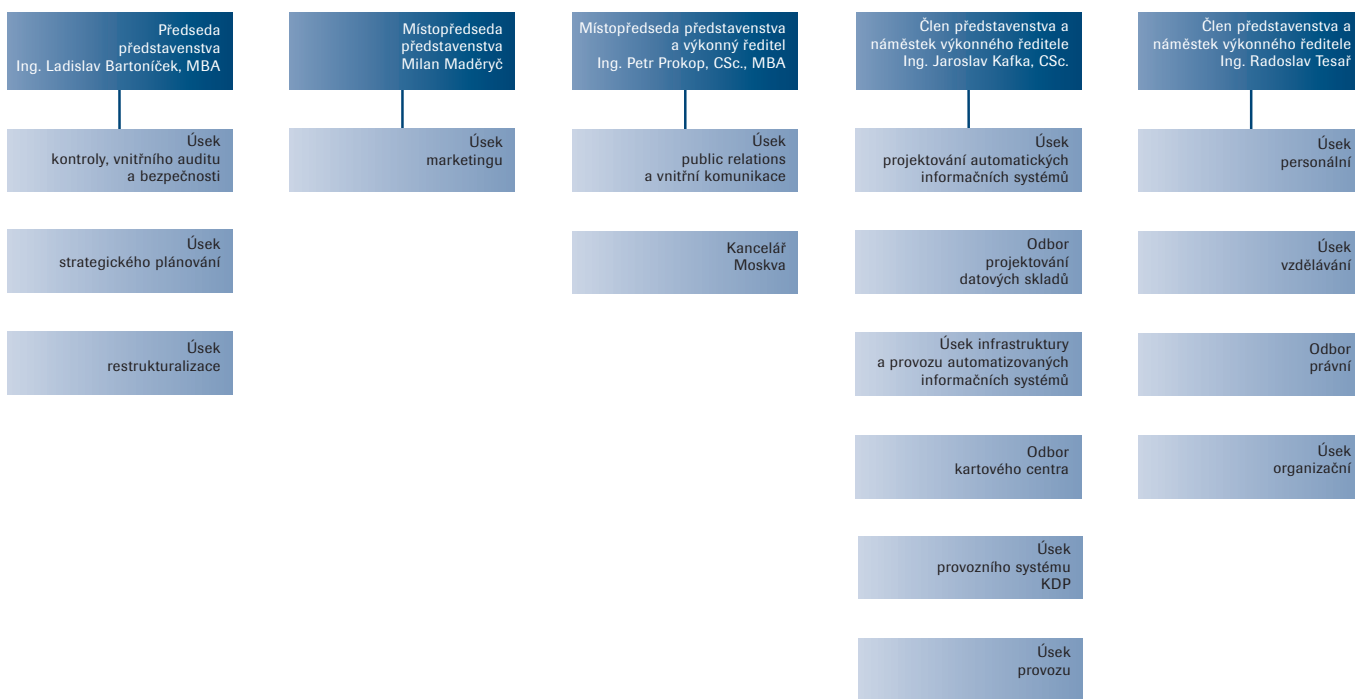 Předseda
představenstva
Ing. Ladislav Bartoníček, MBA
Úsek
kontroly, vnitřního auditu
a bezpečnosti
Úsek
strategického plánování
Úsek
restrukturalizace
Místopředseda
představenstva
Milan Maděryč
Úsek
marketingu
Místopředseda představenstva
a výkonný ředitel
Ing. Petr Prokop, CSc., MBA
Úsek
public relations
a vnitřní komunikace
Kancelář
Moskva
Člen představenstva a
náměstek výkonného ředitele
Ing. Jaroslav Kafka, CSc.
Úsek
projektování automatických
informačních systémů
Odbor
projektování
datových skladů
Úsek infrastruktury
a provozu automatizovaných
informačních systémů
Odbor
kartového centra
Úsek
provozního systému
KDP
Úsek
provozu
Člen představenstva a
náměstek výkonného ředitele
Ing. Radoslav Tesař
Úsek
personální
Úsek
vzdělávání
Odbor
právní
Úsek
organizační